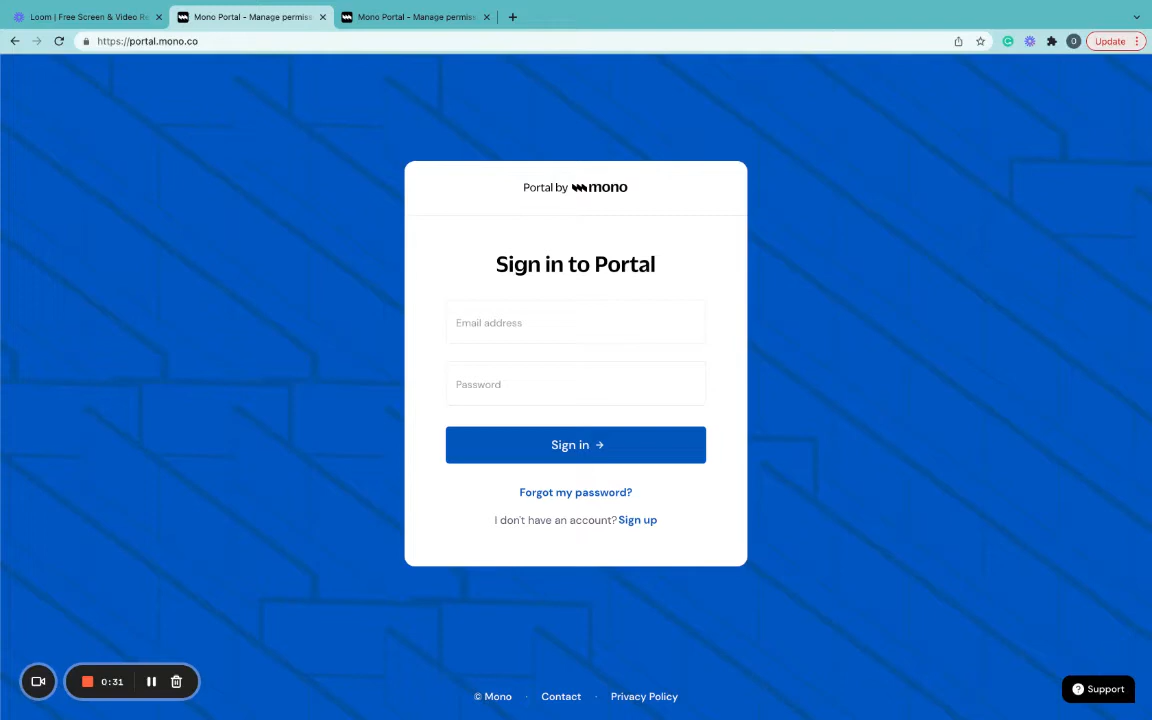 Loom | Free Screen & Video Re
Mono Portal - Manage permiss
Mono Portal - Manage permiss
https://portal.mono.co
O
Update
Portal by mono
Sign in to Portal
Email address
Password
Sign in →
Forgot my password?
I don't have an account? Sign up
0:31
© Mono · Contact · Privacy Policy
? Support